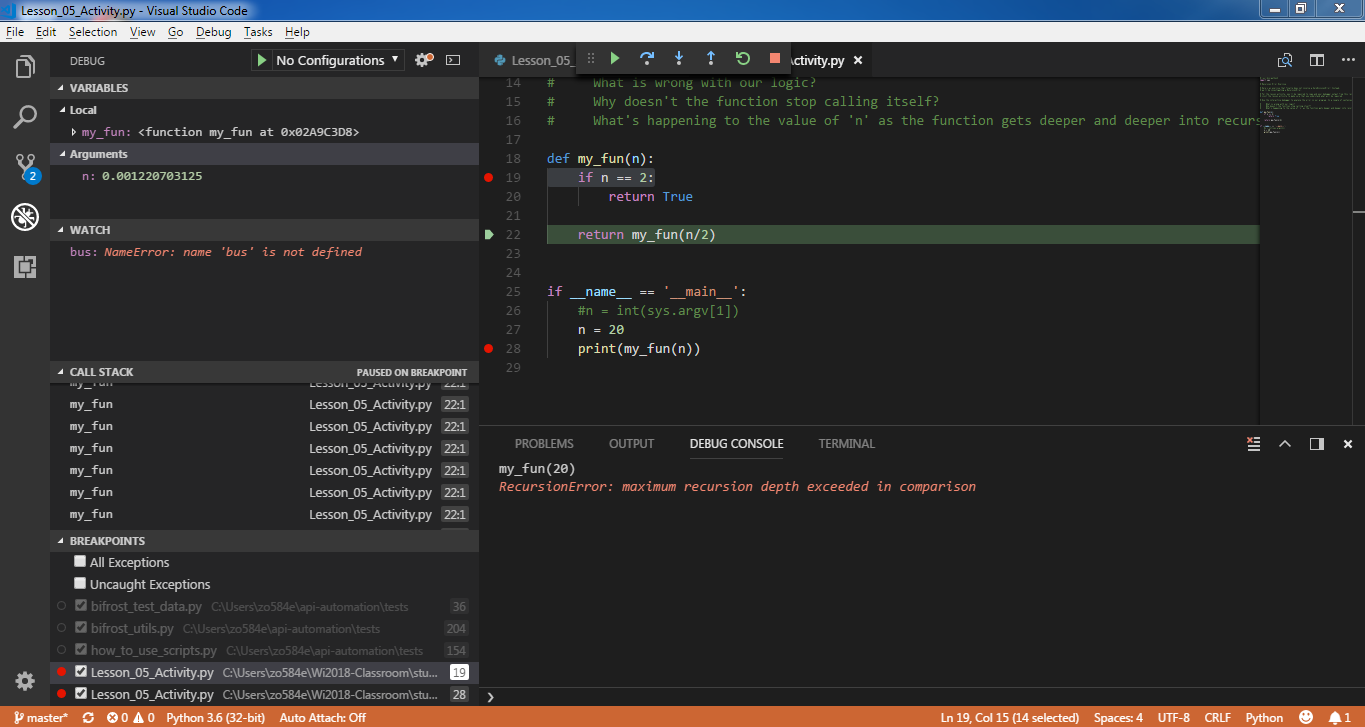 Lesson_05_Activity.py - Visual Studio Code
File Edit Selection View Go Debug Tasks Help
DEBUG No Configurations
Lesson_05_ ctivity.py
VARIABLES
Local
my_fun: <function my_fun at 0x02A9C3D8>
Arguments
n: 0.001220703125
WATCH
bus: NameError: name 'bus' is not defined
2
CALL STACK PAUSED ON BREAKPOINT
my_fun Lesson_05_Activity.py 22:1
my_fun Lesson_05_Activity.py 22:1
my_fun Lesson_05_Activity.py 22:1
my_fun Lesson_05_Activity.py 22:1
my_fun Lesson_05_Activity.py 22:1
my_fun Lesson_05_Activity.py 22:1
my_fun Lesson_05_Activity.py 22:1
BREAKPOINTS
All Exceptions
Uncaught Exceptions
bifrost_test_data.py C:\Users\zo584e\api-automation\tests 36
bifrost_utils.py C:\Users\zo584e\api-automation\tests 204
how_to_use_scripts.py C:\Users\zo584e\api-automation\tests 154
Lesson_05_Activity.py C:\Users\zo584e\Wi2018-Classroom\stu... 19
Lesson_05_Activity.py C:\Users\zo584e\Wi2018-Classroom\stu... 28
14 # What is wrong with our logic?
15 # Why doesn't the function stop calling itself?
16 # What's happening to the value of 'n' as the function gets deeper and deeper into recurs
17
18 def my_fun(n):
19 if n == 2:
20 return True
21
22 return my_fun(n/2)
23
24
25 if __name__ == '__main__':
26 #n = int(sys.argv[1])
27 n = 20
28 print(my_fun(n))
29
PROBLEMS OUTPUT DEBUG CONSOLE TERMINAL
my_fun(20)
RecursionError: maximum recursion depth exceeded in comparison
master* 0 0 Python 3.6 (32-bit) Auto Attach: Off Ln 19, Col 15 (14 selected) Spaces: 4 UTF-8 CRLF Python 1